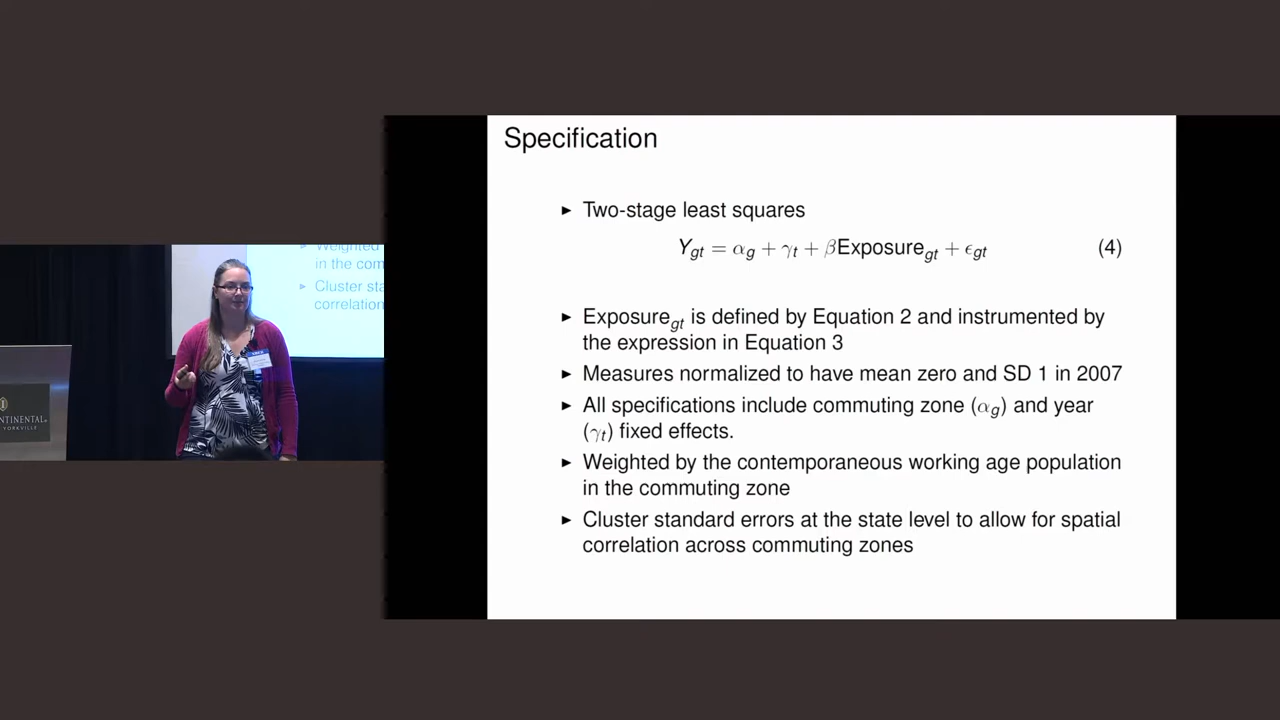 Specification
► Two-stage least squares
Y_gt = α_g + γ_t + βExposure_gt + ϵ_gt (4)
► Exposure_gt is defined by Equation 2 and instrumented by
the expression in Equation 3
► Measures normalized to have mean zero and SD 1 in 2007
► All specifications include commuting zone (α_g) and year
(γ_t) fixed effects.
► Weighted by the contemporaneous working age population
in the commuting zone
► Cluster standard errors at the state level to allow for spatial
correlation across commuting zones
Weighted
in the com
Cluster sta
correlation
NTINENTAL
YORKVILLE